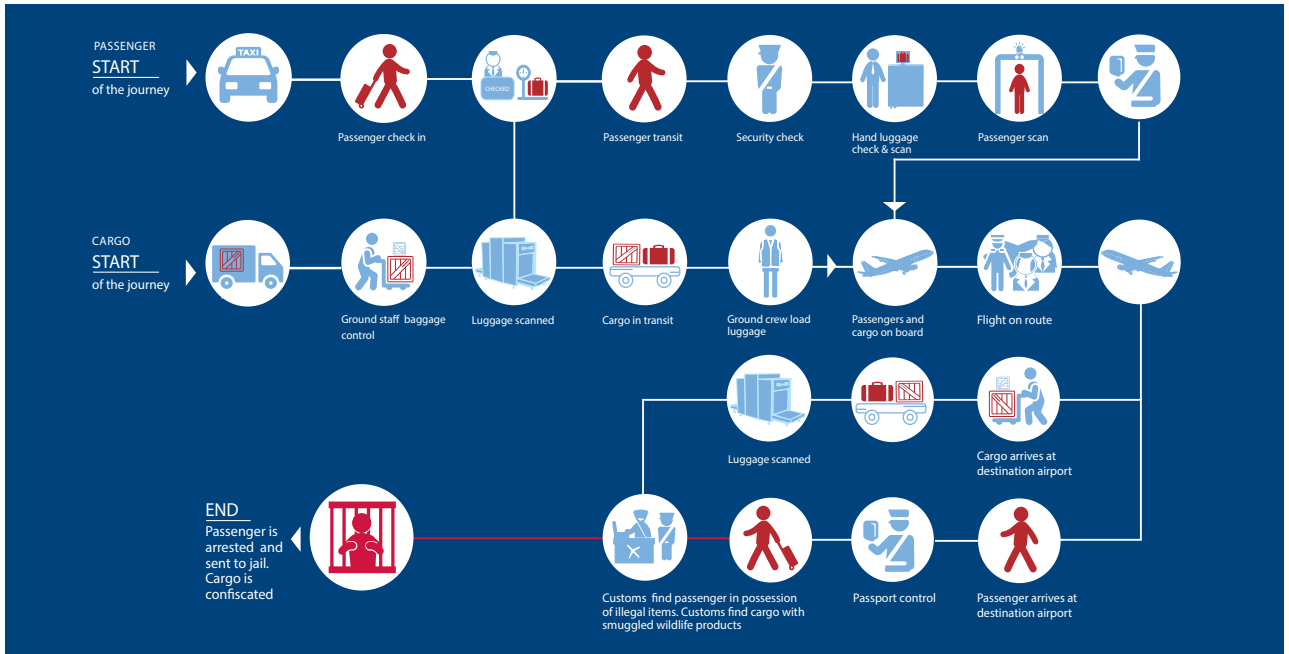 PASSENGER
START
of the journey
TAXI
CHECKED
Passenger check in
Passenger transit
Security check
Hand luggage
check & scan
Passenger scan
CARGO
START
of the journey
Ground staff baggage
control
Luggage scanned
Cargo in transit
Ground crew load
luggage
Passengers and
cargo on board
Flight on route
Luggage scanned
Cargo arrives at
destination airport
END
Passenger is
arrested and
sent to jail.
Cargo is
confiscated
Customs find passenger in possession
of illegal items. Customs find cargo with
smuggled wildlife products
Passport control
Passenger arrives at
destination airport